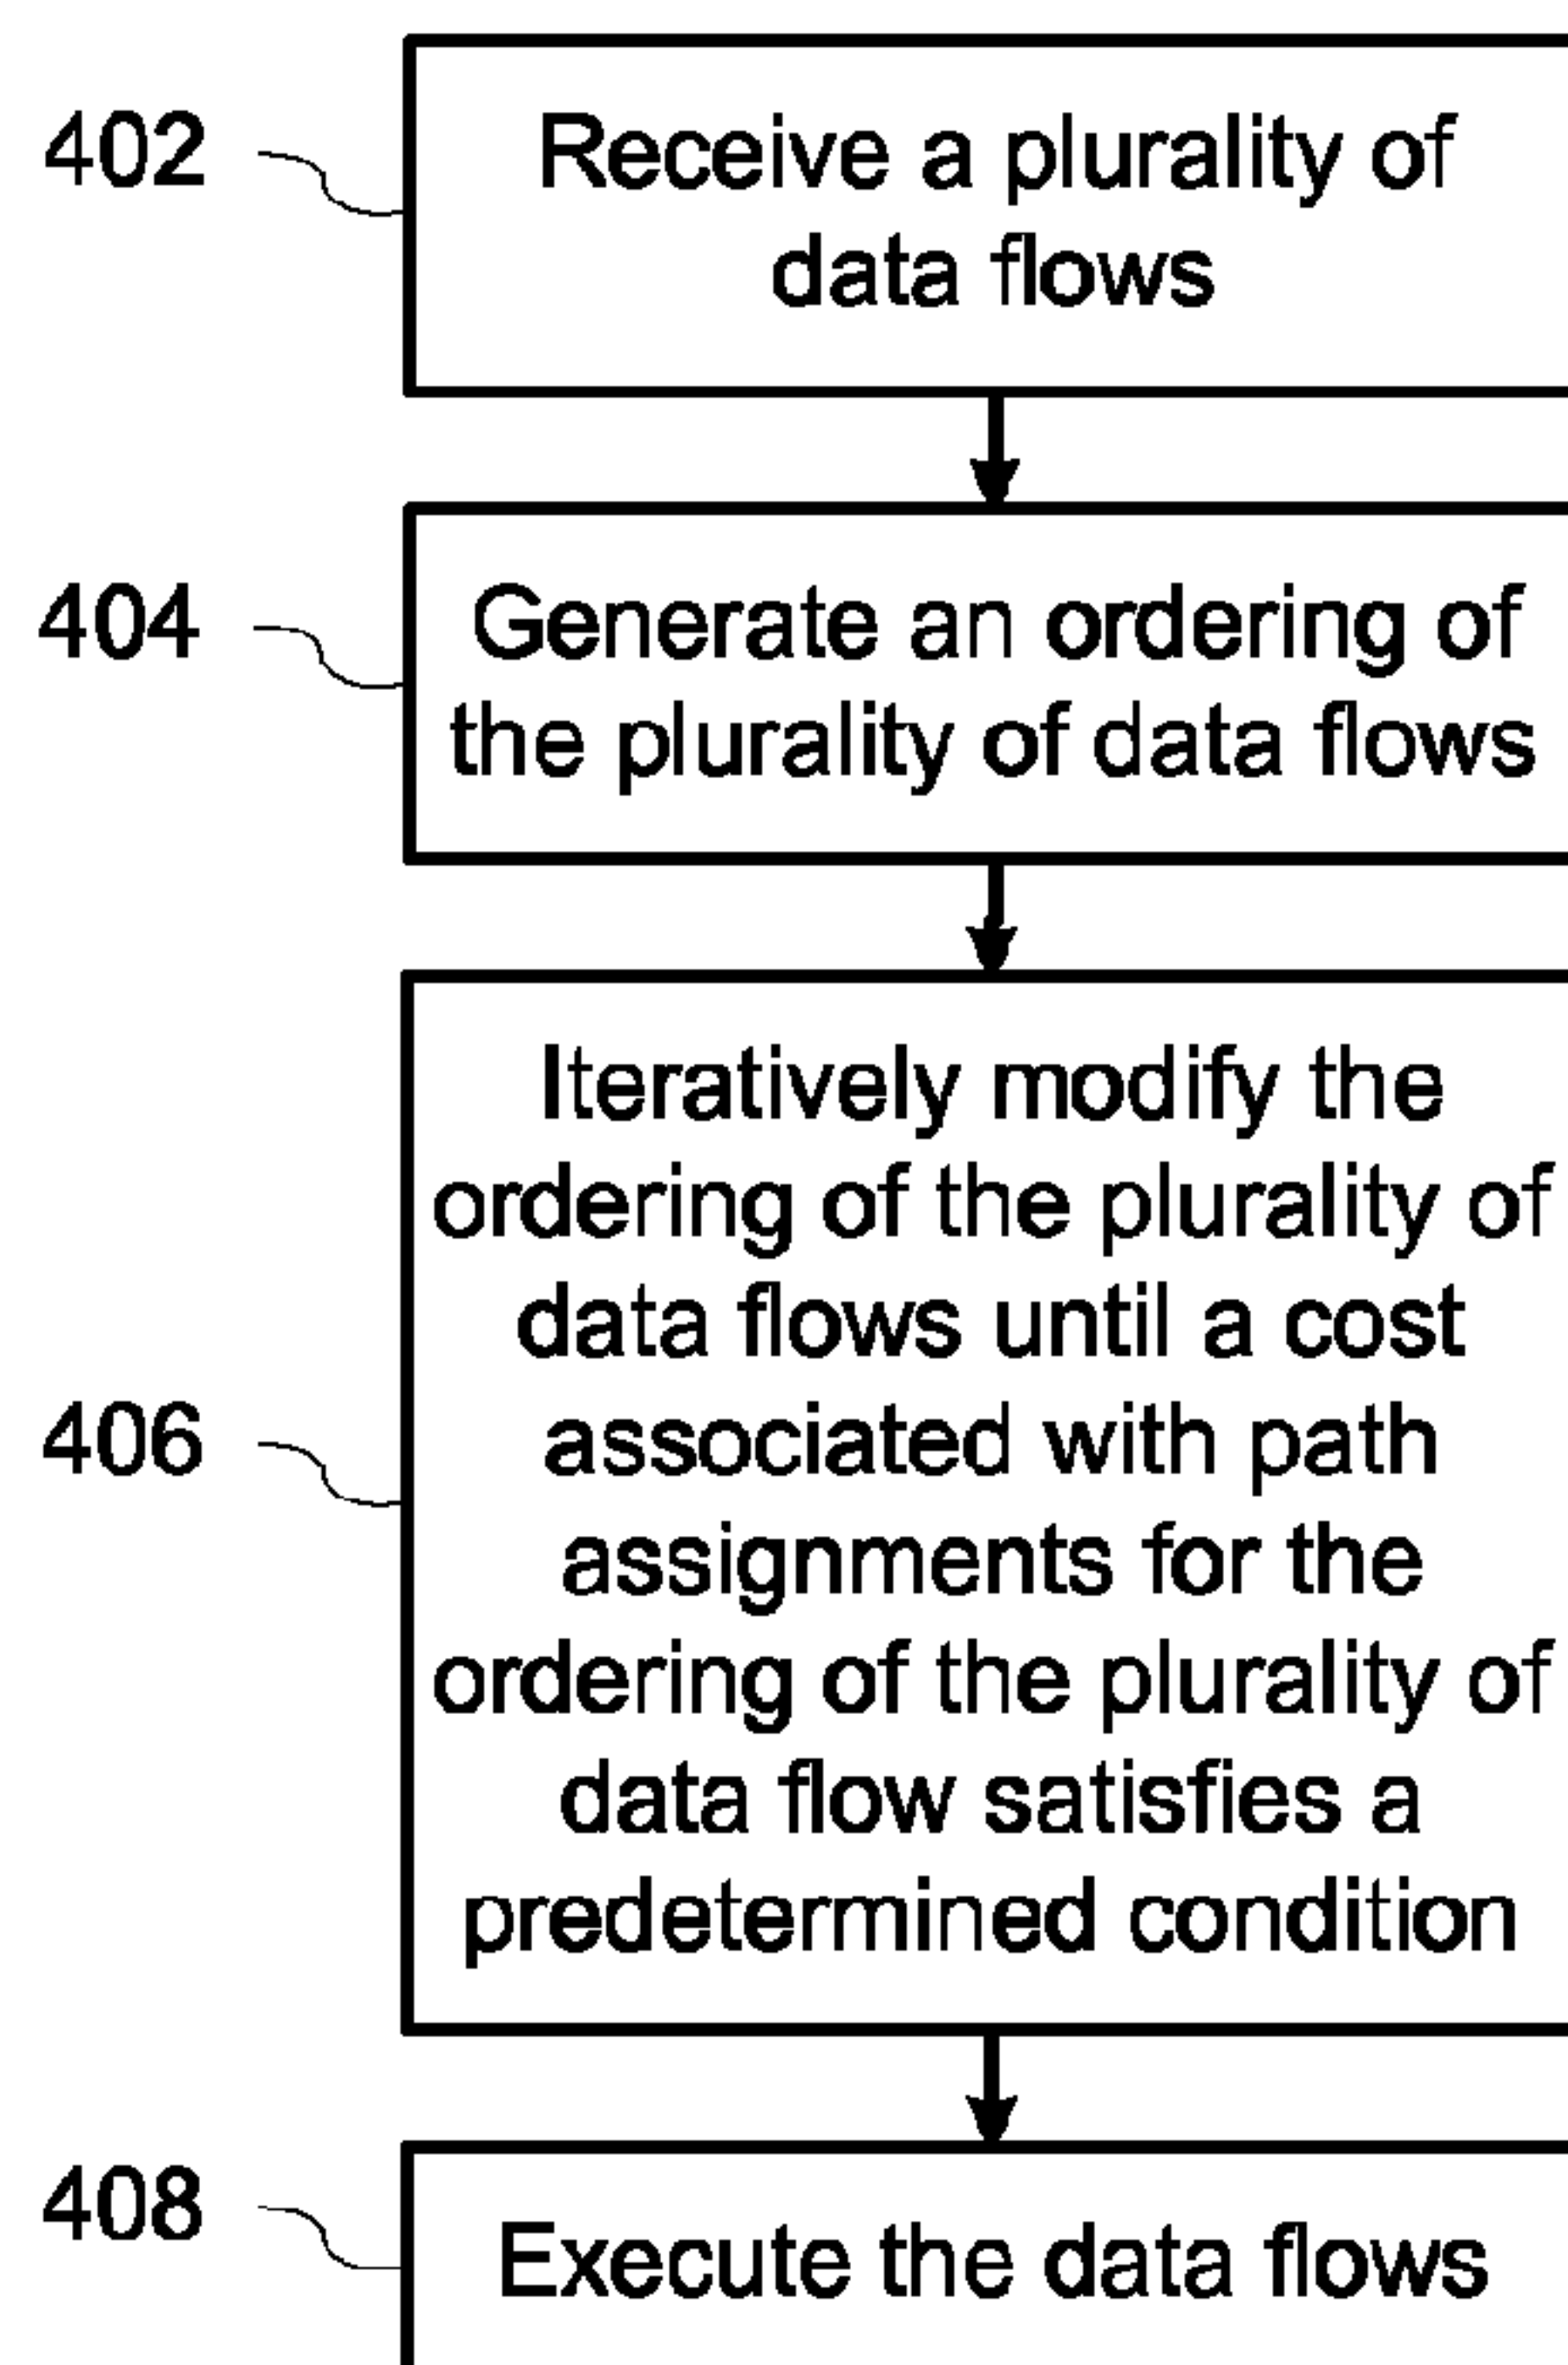 402
Receive a plurality of
data flows
404
Generate an ordering of
the plurality of data flows
406
Iteratively modify the
ordering of the plurality of
data flows until a cost
associated with path
assignments for the
ordering of the plurality of
data flow satisfies a
predetermined condition
408
Execute the data flows